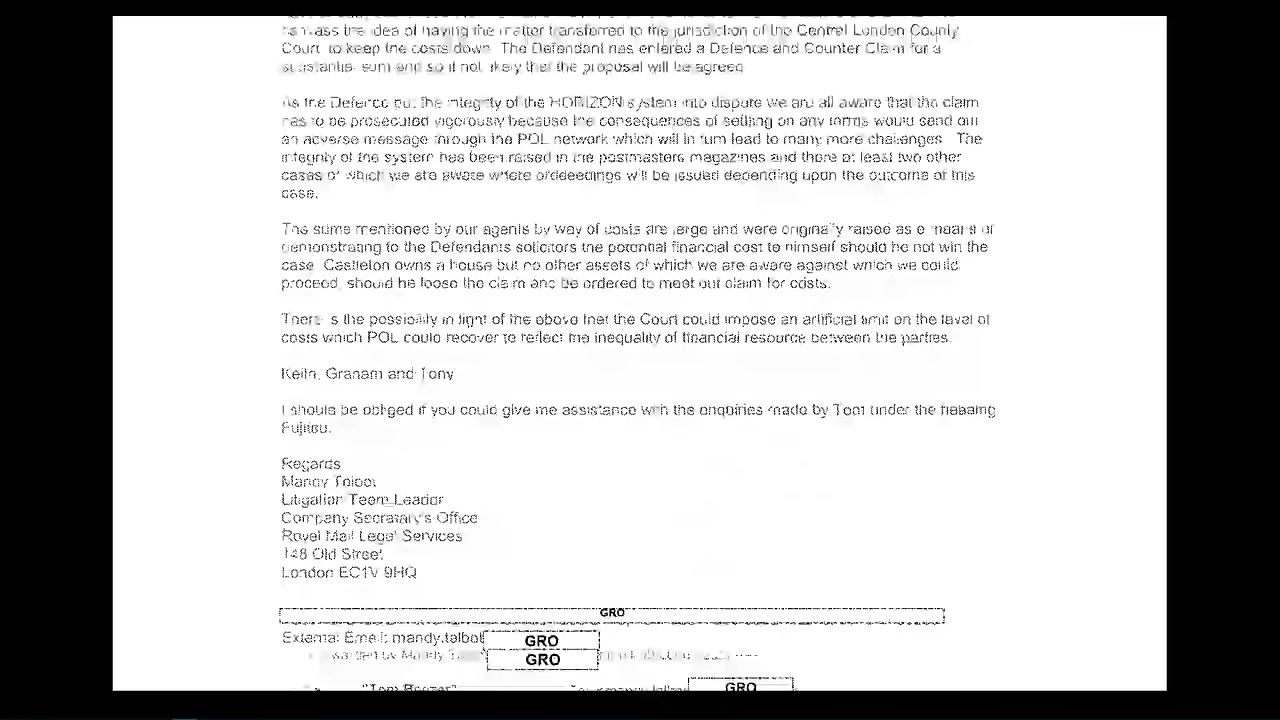 the idea of having the matter transferred to the jurisdiction of the Central London County
Court to keep the costs down. The Defendant has entered a Defence and Counter Claim for a
substantial sum and so it not likely that the proposal will be agreed
As the Defence put the integrity of the HORIZON system into dispute we are all aware that the claim
has to be prosecuted vigorously because the consequences of settling on any terms would send out
an adverse message through the POL network which will in turn lead to many more challenges. The
integrity of the system has been raised in the postmasters magazines and there at least two other
cases of which we are aware where proceedings will be issued depending upon the outcome of this
case.
The sums mentioned by our agents by way of costs are large and were originally raised as a means of
demonstrating to the Defendants solicitors the potential financial cost to himself should he not win the
case. Castleton owns a house but no other assets of which we are aware against which we could
proceed, should he loose the claim and be ordered to meet our claim for costs.
There is the possibility in light of the above that the Court could impose an artificial limit on the level of
costs which POL could recover to reflect the inequality of financial resource between the parties.
Keith, Graham and Tony
I should be obliged if you could give me assistance with the enquiries made by Tom under the heading
Fujitsu.
Regards
Mandy Talbot
Litigation Team Leader
Company Secretary's Office
Royal Mail Legal Services
148 Old Street
London EC1V 9HQ
GRO
External Email: mandy.talbot GRO
GRO
"Tom Beezer" GRO